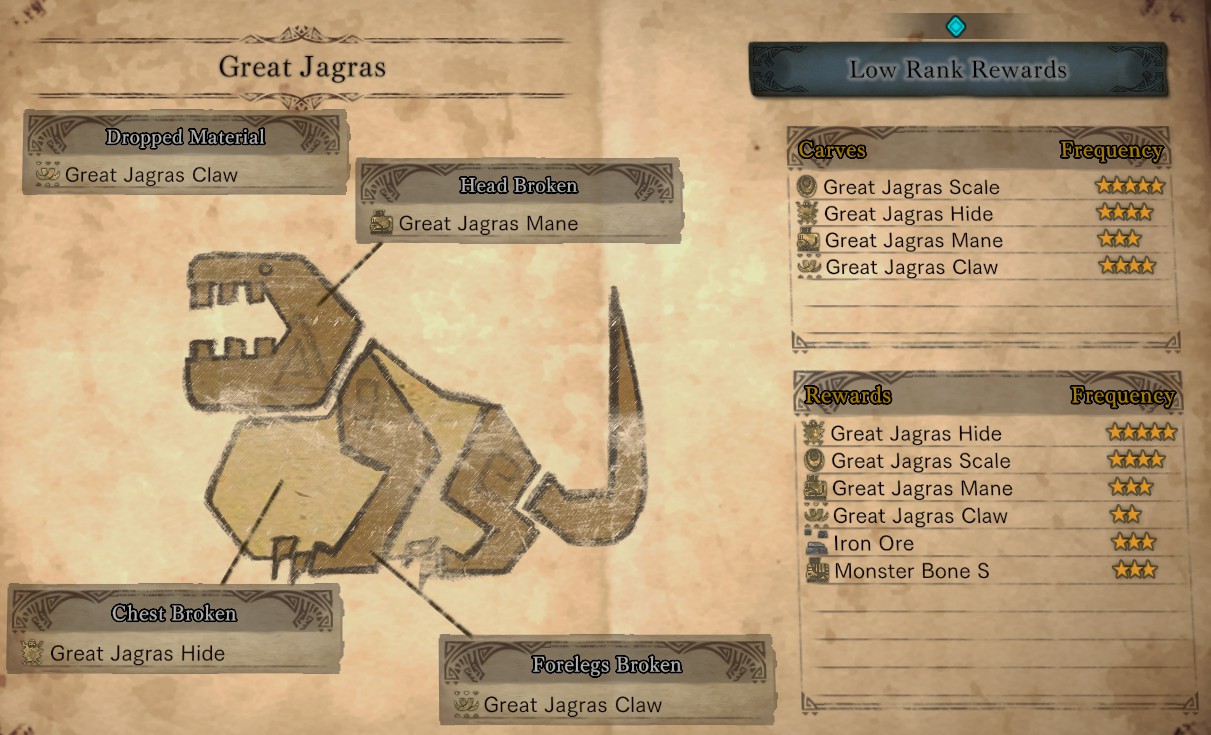 Great Jagras
Dropped Material
Great Jagras Claw
Head Broken
Great Jagras Mane
Chest Broken
Great Jagras Hide
Forelegs Broken
Great Jagras Claw
Low Rank Rewards
Carves Frequency
Great Jagras Scale ★★★★★
Great Jagras Hide ★★★★
Great Jagras Mane ★★★
Great Jagras Claw ★★★★
Rewards Frequency
Great Jagras Hide ★★★★★
Great Jagras Scale ★★★★
Great Jagras Mane ★★★
Great Jagras Claw ★★
Iron Ore ★★★
Monster Bone S ★★★